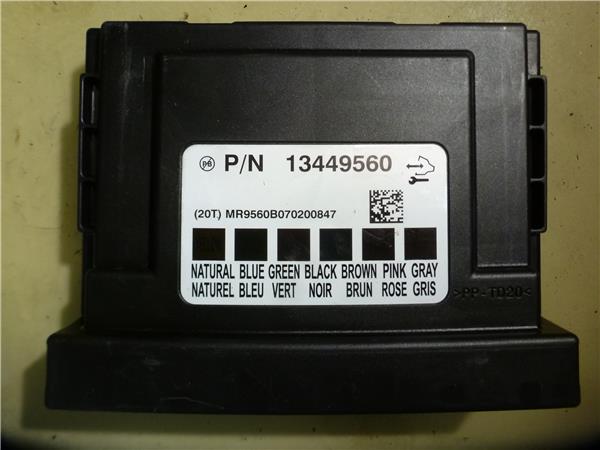 P/N 13449560
(20T) MR9560B070200847
NATURAL BLUE GREEN BLACK BROWN PINK GRAY
NATUREL BLEU VERT NOIR BRUN ROSE GRIS
>PP-TD20<